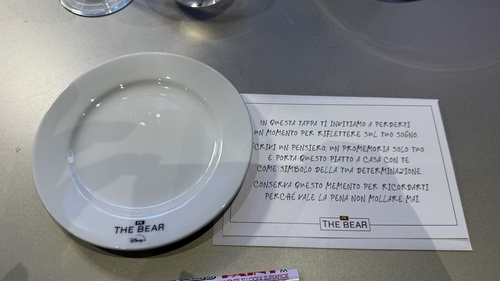 IN QUESTA TAPPA TI INVITIAMO A PERDERTI
UN MOMENTO PER RIFLETTERE SUL TUO SOGNO.
SCRIVI UN PENSIERO, UN PROMEMORIA SOLO TUO
E PORTA QUESTO PIATTO A CASA CON TE
COME SIMBOLO DELLA TUA DETERMINAZIONE.
CONSERVA QUESTO MEMENTO PER RICORDARTI
PERCHÉ VALE LA PENA NON MOLLARE MAI.
FX
THE BEAR
FX
THE BEAR
Disney+